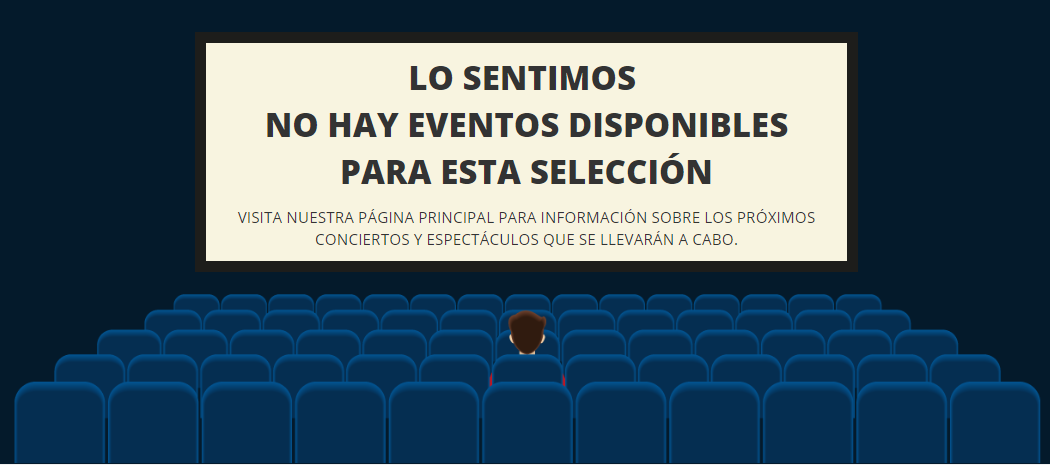 LO SENTIMOS
NO HAY EVENTOS DISPONIBLES
PARA ESTA SELECCIÓN
VISITA NUESTRA PÁGINA PRINCIPAL PARA INFORMACIÓN SOBRE LOS PRÓXIMOS
CONCIERTOS Y ESPECTÁCULOS QUE SE LLEVARÁN A CABO.